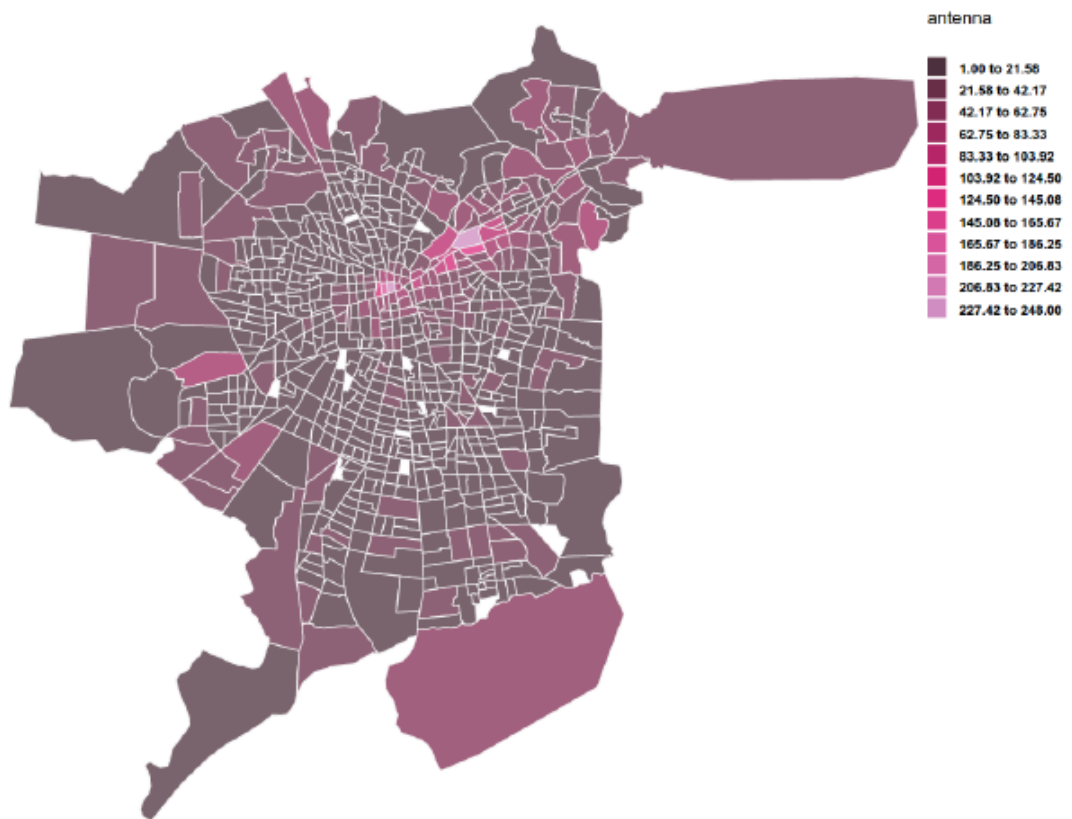 antenna
1.00 to 21.58
21.58 to 42.17
42.17 to 62.75
62.75 to 83.33
83.33 to 103.92
103.92 to 124.50
124.50 to 145.08
145.08 to 165.67
165.67 to 186.25
186.25 to 206.83
206.83 to 227.42
227.42 to 248.00